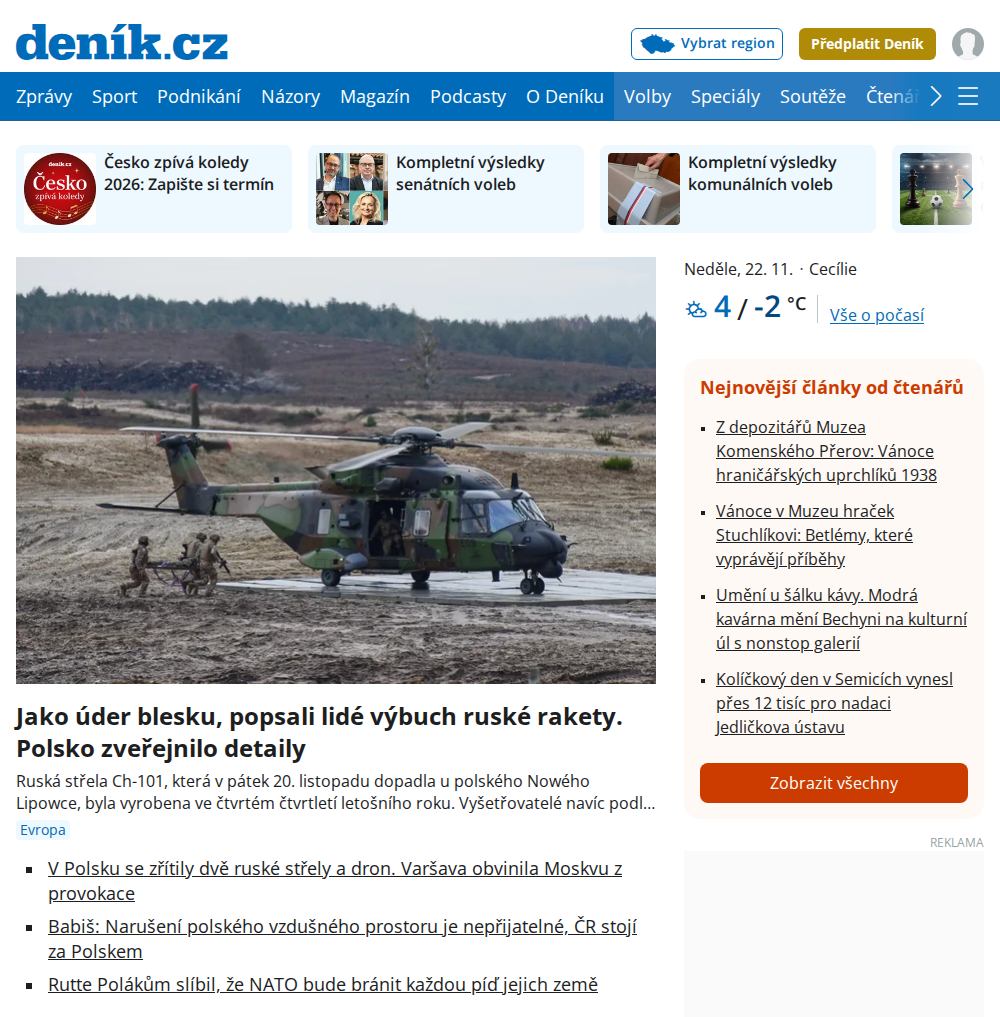 deník.cz
Vybrat region
Předplatit Deník
Zprávy Sport Podnikání Názory Magazín Podcasty O Deníku Volby Speciály Soutěže
deník.cz
Česko
zpívá koledy
Česko zpívá koledy
2026: Zapište si termín
Kompletní výsledky
senátních voleb
Kompletní výsledky
komunálních voleb
Neděle, 22. 11. · Cecílie
4 / -2 °C
Vše o počasí
Nejnovější články od čtenářů
Z depozitářů Muzea
Komenského Přerov: Vánoce
hraničářských uprchlíků 1938
Vánoce v Muzeu hraček
Stuchlíkovi: Betlémy, které
vyprávějí příběhy
Umění u šálku kávy. Modrá
kavárna mění Bechyni na kulturní
úl s nonstop galerií
Kolíčkový den v Semicích vynesl
přes 12 tisíc pro nadaci
Jedličkova ústavu
Zobrazit všechny
REKLAMA
Jako úder blesku, popsali lidé výbuch ruské rakety.
Polsko zveřejnilo detaily
Ruská střela Ch-101, která v pátek 20. listopadu dopadla u polského Nového
Lipowce, byla vyrobena ve čtvrtém čtvrtletí letošního roku. Vyšetřovatelé navíc podl…
Evropa
V Polsku se zřítily dvě ruské střely a dron. Varšava obvinila Moskvu z
provokace
Babiš: Narušení polského vzdušného prostoru je nepřijatelné, ČR stojí
za Polskem
Rutte Polákům slíbil, že NATO bude bránit každou píď jejich země